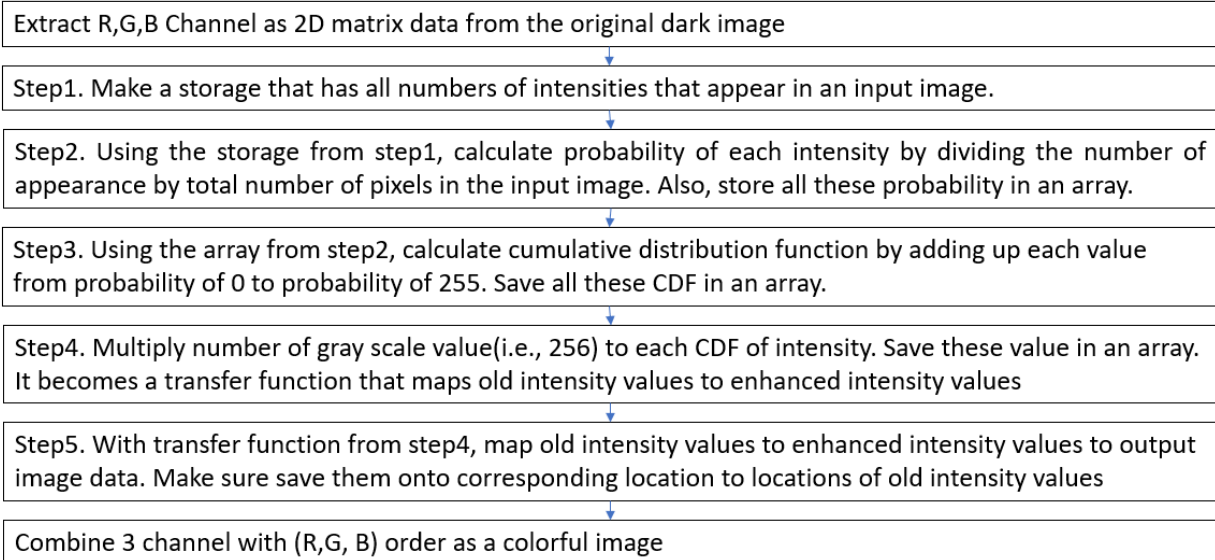 Extract R,G,B Channel as 2D matrix data from the original dark image
Step1. Make a storage that has all numbers of intensities that appear in an input image.
Step2. Using the storage from step1, calculate probability of each intensity by dividing the number of
appearance by total number of pixels in the input image. Also, store all these probability in an array.
Step3. Using the array from step2, calculate cumulative distribution function by adding up each value
from probability of 0 to probability of 255. Save all these CDF in an array.
Step4. Multiply number of gray scale value(i.e., 256) to each CDF of intensity. Save these value in an array.
It becomes a transfer function that maps old intensity values to enhanced intensity values
Step5. With transfer function from step4, map old intensity values to enhanced intensity values to output
image data. Make sure save them onto corresponding location to locations of old intensity values
Combine 3 channel with (R,G, B) order as a colorful image